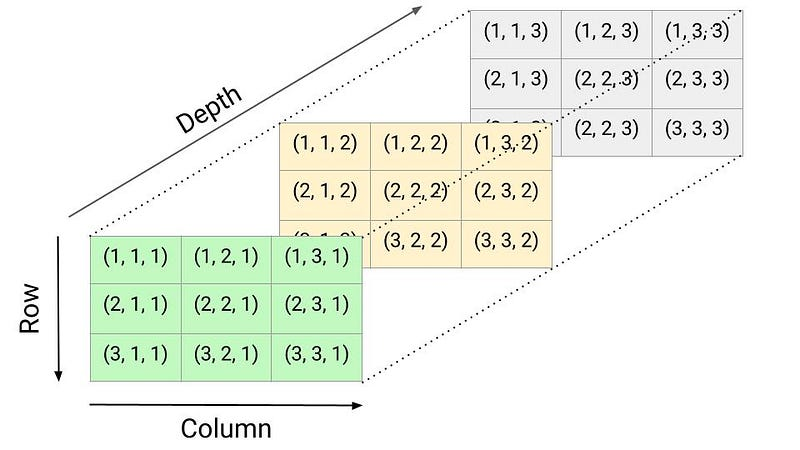 Depth
(1, 1, 3) (1, 2, 3) (1, 3, 3)
(2, 1, 3) (2, 2, 3) (2, 3, 3)
(2, 2, 3) (3, 3, 3)
(1, 1, 2) (1, 2, 2) (1, 3, 2)
(2, 1, 2) (2, 2, 2) (2, 3, 2)
(3, 2, 2) (3, 3, 2)
Row
(1, 1, 1) (1, 2, 1) (1, 3, 1)
(2, 1, 1) (2, 2, 1) (2, 3, 1)
(3, 1, 1) (3, 2, 1) (3, 3, 1)
Column